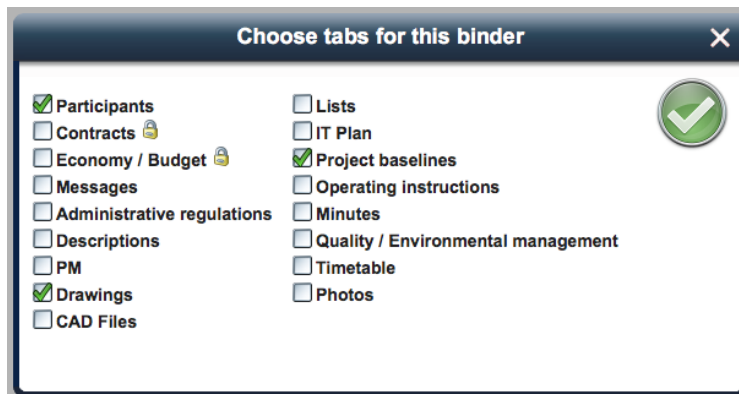 Choose tabs for this binder
Participants
Contracts
Economy / Budget
Messages
Administrative regulations
Descriptions
PM
Drawings
CAD Files
Lists
IT Plan
Project baselines
Operating instructions
Minutes
Quality / Environmental management
Timetable
Photos